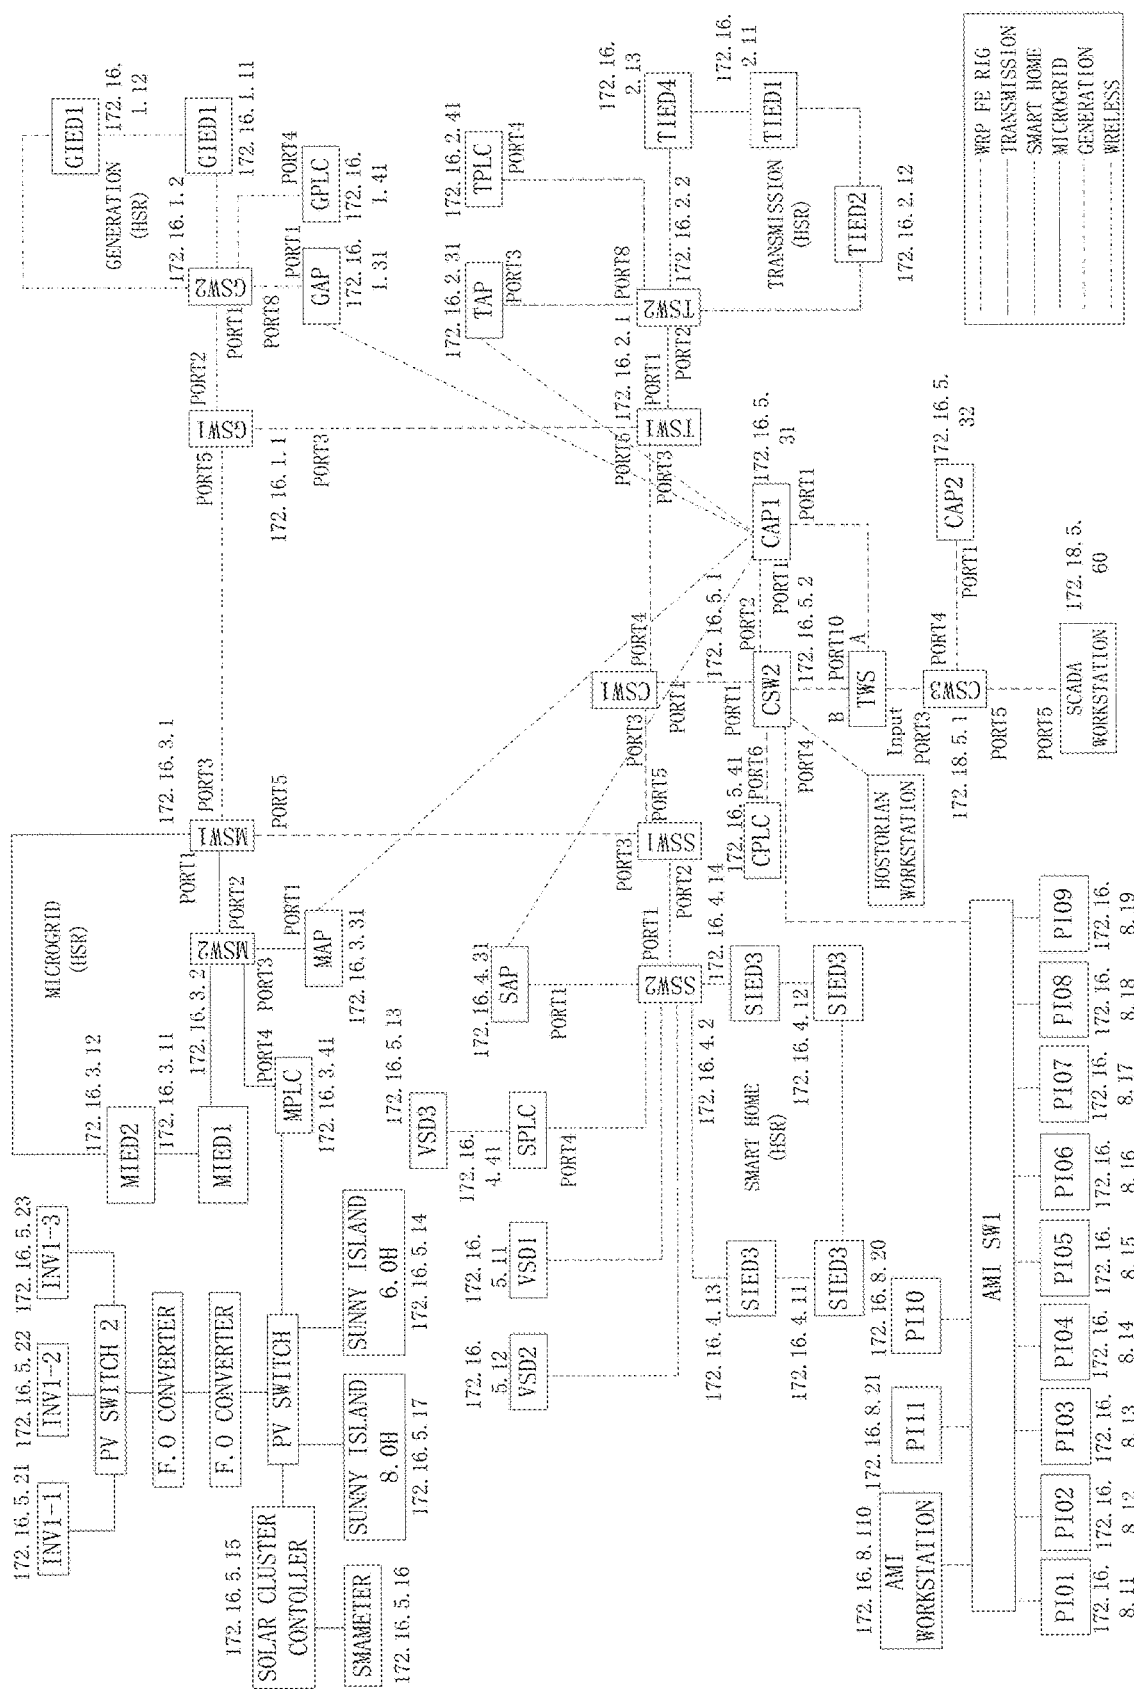 172.16.5.21
INV1-1
172.16.5.22
INV1-2
172.16.5.23
INV1-3
PV SWITCH 2
F.O CONVERTER
F.O CONVERTER
172.16.5.15
SOLAR CLUSTER
CONTOLLER
PV SWITCH
SMAMETER
172.16.5.16
SUNNY ISLAND
8.0H
172.16.5.17
SUNNY ISLAND
6.0H
172.16.5.14
172.16.3.12
MIED2
172.16.3.11
MIED1
172.16.3.2
MICROGRID
(HSR)
PORT4
MPLC
172.16.3.41
MSW2
PORT3
PORT2
PORT1
MAP
172.16.3.31
PORT1
MSW1
172.16.3.1
PORT3
PORT5
PORT5
GSW1
172.16.1.1
PORT3
PORT2
PORT1
GSW2
PORT8
172.16.1.2
GENERATION
(HSR)
GIED1
172.16.
1.12
GIED1
172.16.1.11
PORT4
GPLC
172.16.
1.41
PORT1
GAP
172.16.
1.31
172.16.5.13
VSD3
172.16.
4.41
SPLC
PORT4
172.16.
5.11
VSD1
172.16.
5.12
VSD2
172.16.4.31
SAP
PORT1
SSW2
172.16.4.2
PORT1
PORT2
172.16.4.14
PORT3
SSW1
PORT5
PORT3
CSW1
PORT4
PORT1
172.16.5.1
172.16.2.31
TAP
PORT3
172.16.2.41
TPLC
PORT4
PORT5
PORT3
TSW1
172.16.2.1
PORT1
PORT2
TSW2
PORT8
172.16.2.2
172.16.
2.13
TIED4
172.16.
2.11
TIED1
TRANSMISSION
(HSR)
TIED2
172.16.2.12
172.16.4.13
SIED3
172.16.4.11
SIED3
SMART HOME
(HSR)
SIED3
172.16.4.12
SIED3
172.16.5.41
CPLC
PORT6
PORT4
PORT1
CSW2
PORT2
PORT1
172.16.5.2
CAP1
172.16.5.
31
PORT1
PORT10
B
A
TWS
Input
HOSTORIAN
WORKSTATION
PORT3
172.18.5.1
CSW3
PORT4
PORT1
CAP2
172.16.5.
32
PORT5
PORT5
SCADA
WORKSTATION
172.18.5.
60
172.16.8.110
AMI
WORKSTATION
172.16.8.21
PI11
172.16.8.20
PI10
AMI SW1
PI01
172.16.
8.11
PI02
172.16.
8.12
PI03
172.16.
8.13
PI04
172.16.
8.14
PI05
172.16.
8.15
PI06
172.16.
8.16
PI07
172.16.
8.17
PI08
172.16.
8.18
PI09
172.16.
8.19
WRP FE RIG
TRANSMISSION
SMART HOME
MICROGRID
GENERATION
WRELESS